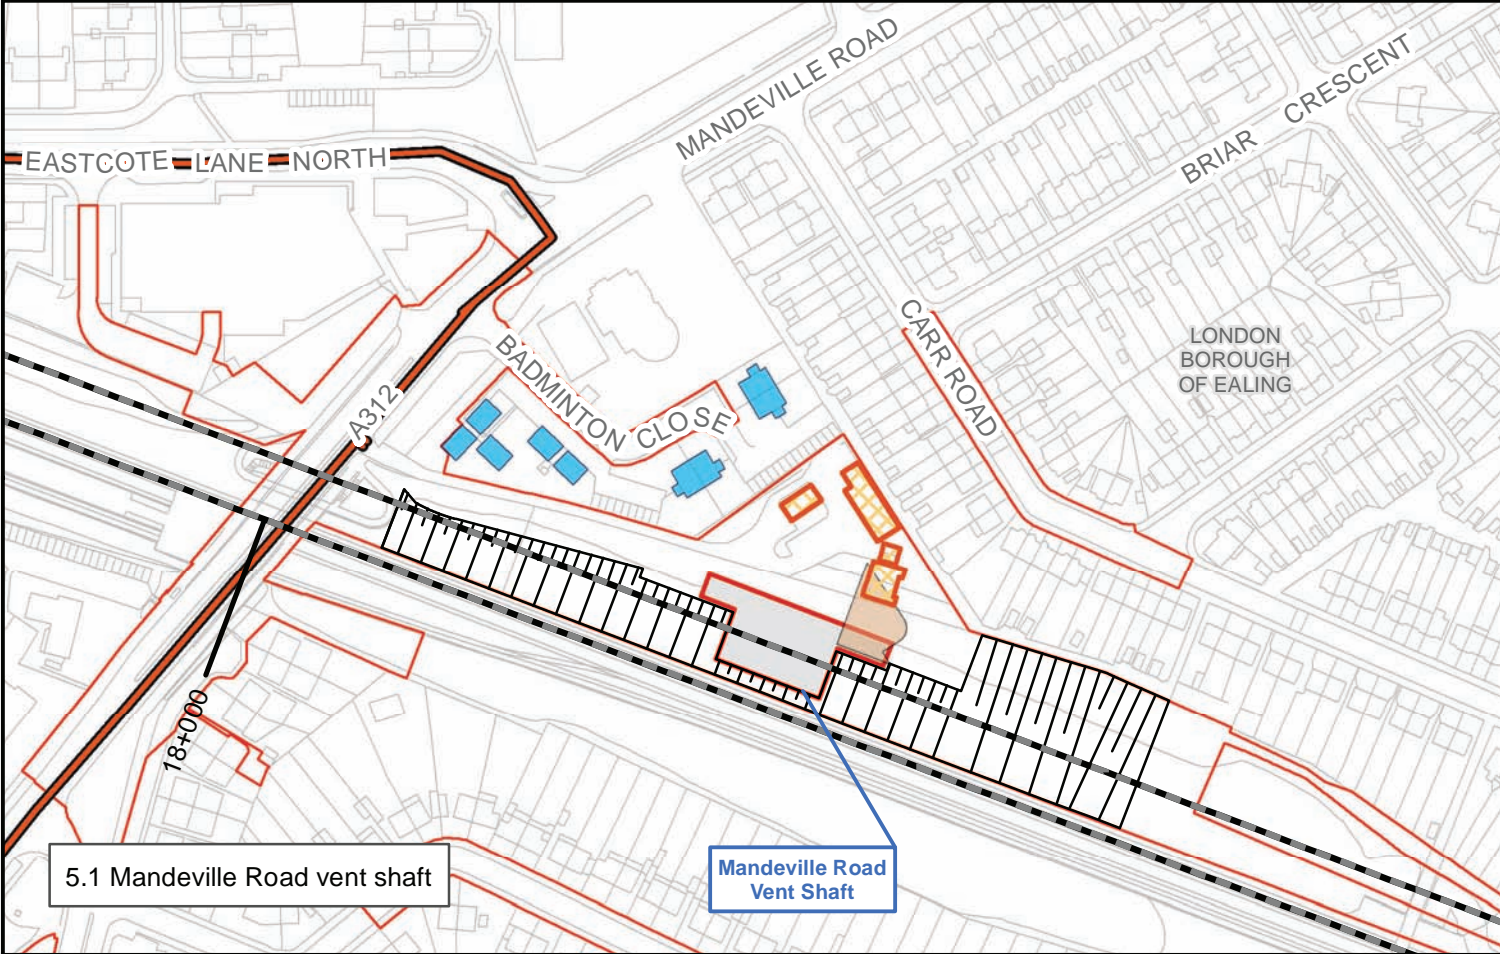 MANDEVILLE ROAD
BRIAR CRESCENT
EASTCOTE LANE NORTH
CARR ROAD
LONDON
BOROUGH
OF EALING
BADMINTON CLOSE
A312
18+000
5.1 Mandeville Road vent shaft
Mandeville Road
Vent Shaft